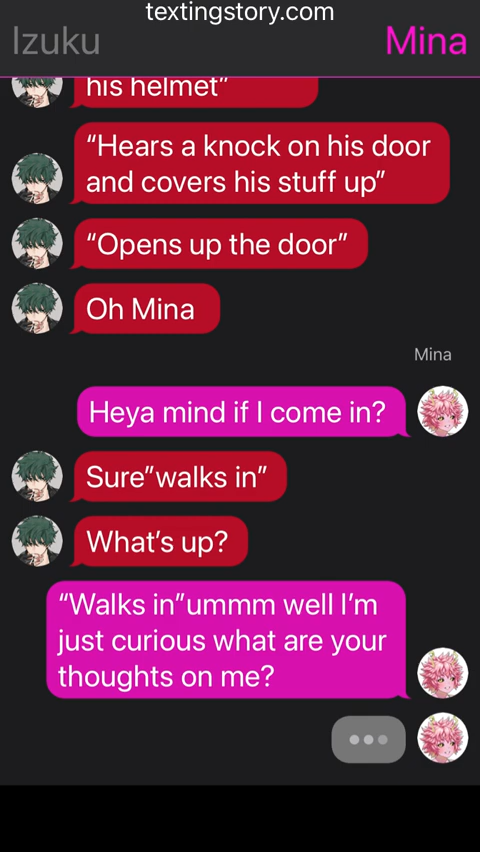 textingstory.com
Izuku
Mina
his helmet”
“Hears a knock on his door
and covers his stuff up”
“Opens up the door”
Oh Mina
Mina
Heya mind if I come in?
Sure”walks in”
What’s up?
“Walks in”ummm well I’m
just curious what are your
thoughts on me?